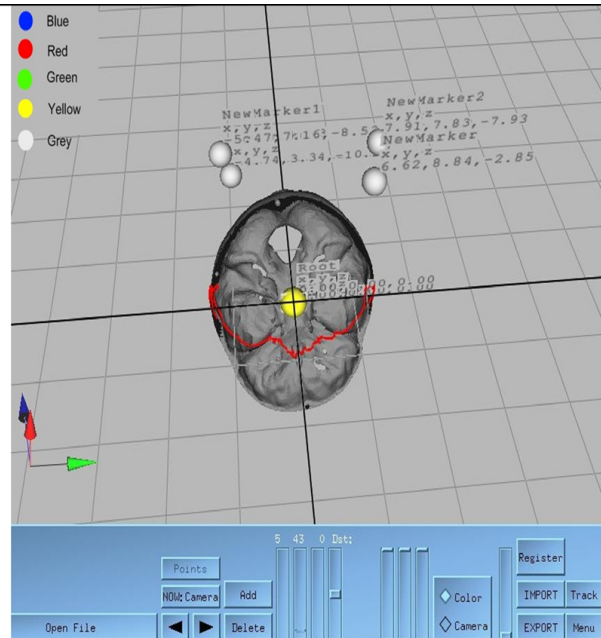 Blue
Red
Green
Yellow
Grey
NewMarker1
x,y,z
NewMarker2
x,y,z
7.91, 7.83, -7.93
x,y,z
NewMarker
x,y,z
6.62, 8.84, -2.85
Root
x,y,z
5 43 0 Dst:
Points
NOW: Camera
Add
Open File
Delete
Color
Camera
Register
IMPORT
Track
EXPORT
Menu